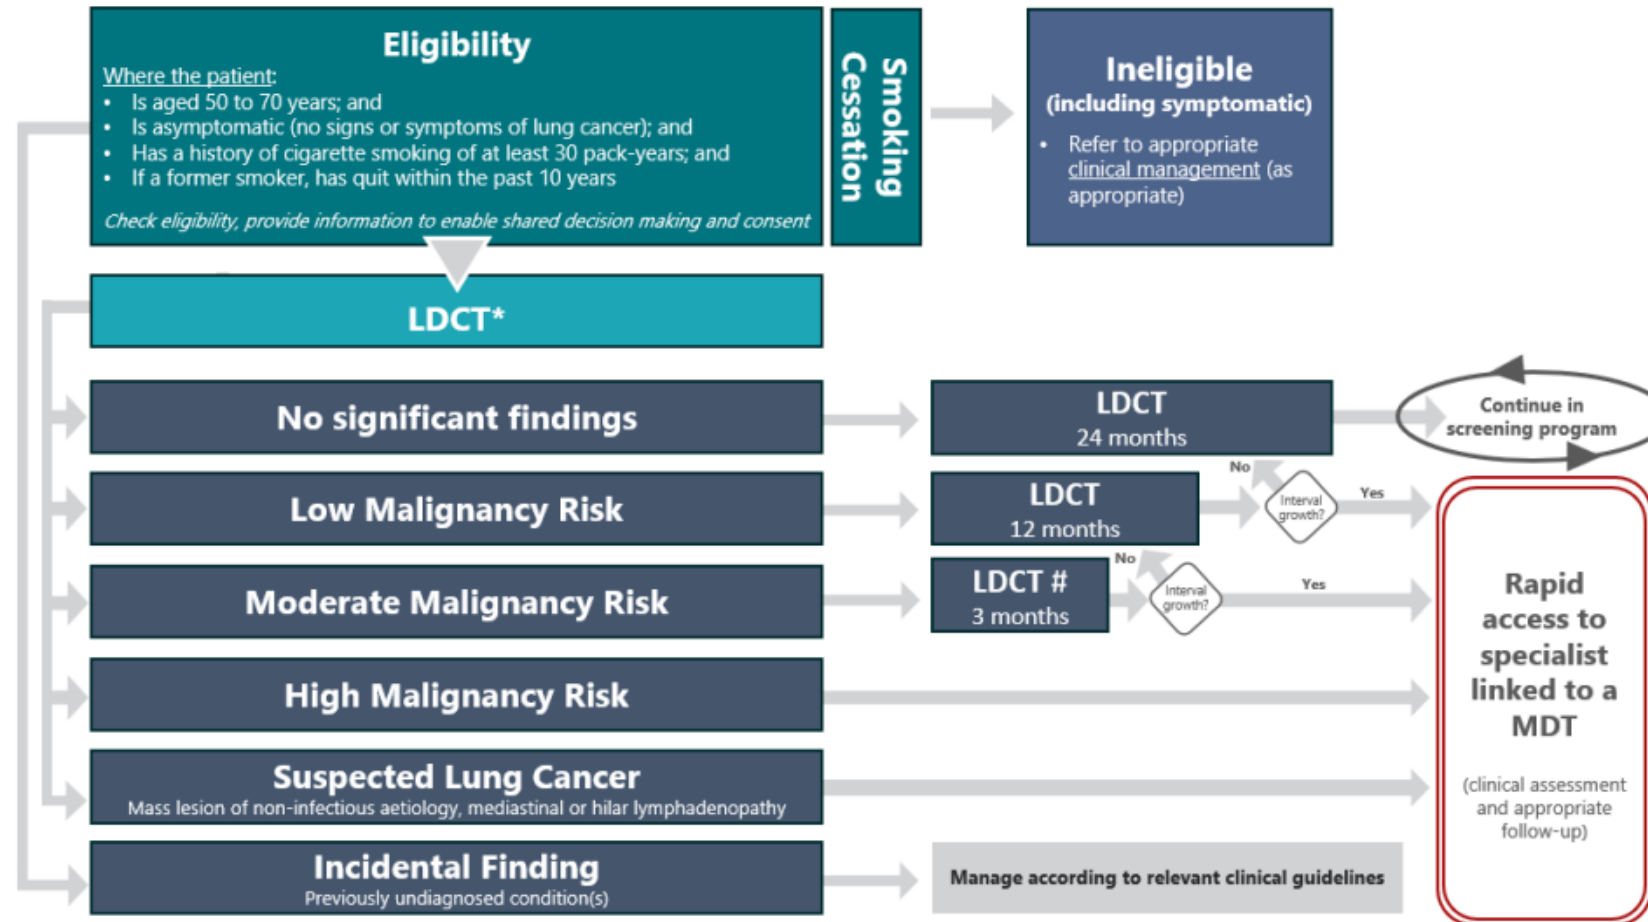 Eligibility
Where the patient:
• Is aged 50 to 70 years; and
• Is asymptomatic (no signs or symptoms of lung cancer); and
• Has a history of cigarette smoking of at least 30 pack-years; and
• If a former smoker, has quit within the past 10 years
Check eligibility, provide information to enable shared decision making and consent
Smoking
Cessation
Ineligible
(including symptomatic)
• Refer to appropriate
clinical management (as
appropriate)
LDCT*
No significant findings
LDCT
24 months
Continue in
screening program
Low Malignancy Risk
LDCT
12 months
No
Interval
growth?
Yes
Moderate Malignancy Risk
LDCT #
3 months
No
Interval
growth?
Yes
High Malignancy Risk
Suspected Lung Cancer
Mass lesion of non-infectious aetiology, mediastinal or hilar lymphadenopathy
Rapid
access to
specialist
linked to a
MDT
(clinical assessment
and appropriate
follow-up)
Incidental Finding
Previously undiagnosed condition(s)
Manage according to relevant clinical guidelines